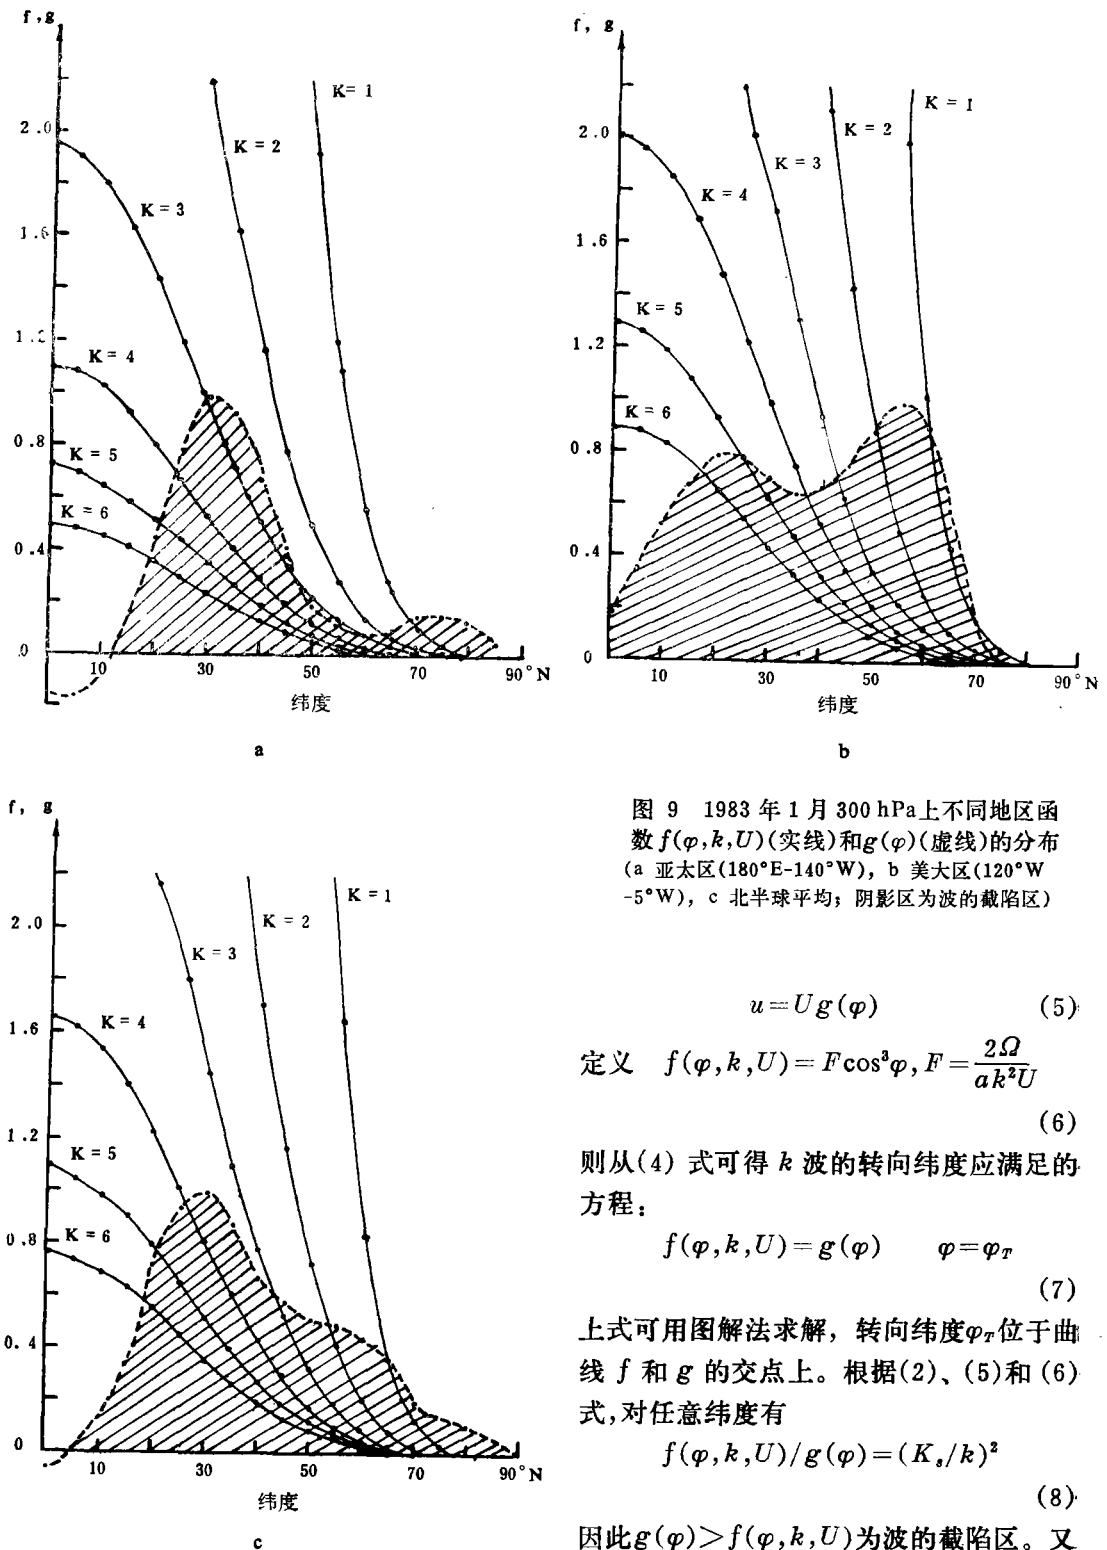 f,g
2.0
1.6
1.2
0.8
0.4
.0
K= 1
K = 2
K = 3
K = 4
K = 5
K = 6
10 30 50 70 90°N
纬度
a
f, g
2.0
1.6
1.2
0.8
0.4
0
K = 1
K = 2
K = 3
K = 4
K = 5
K = 6
10 30 50 70 90°N
纬度
b
图 9 1983 年 1 月 300 hPa上不同地区函
数 f(φ,k,U)(实线)和g(φ)(虚线)的分布
(a 亚太区(180°E-140°W), b 美大区(120°W
-5°W), c 北半球平均; 阴影区为波的截陷区)
f, g
2.0
1.6
1.2
0.8
0.4
0
K = 1
K = 2
K = 3
K = 4
K = 5
K = 6
10 30 50 70 90°N
纬度
c
u=Ug(φ) (5)
定义 f(φ,k,U)=Fcos³φ, F=2Ω/ak²U
(6)
则从(4) 式可得 k 波的转向纬度应满足的
方程:
f(φ,k,U)=g(φ) φ=φ_T
(7)
上式可用图解法求解, 转向纬度φ_T位于曲
线 f 和 g 的交点上。根据(2)、(5)和 (6)
式,对任意纬度有
f(φ,k,U)/g(φ)=(K_s/k)²
(8)
因此g(φ)>f(φ,k,U)为波的截陷区。又